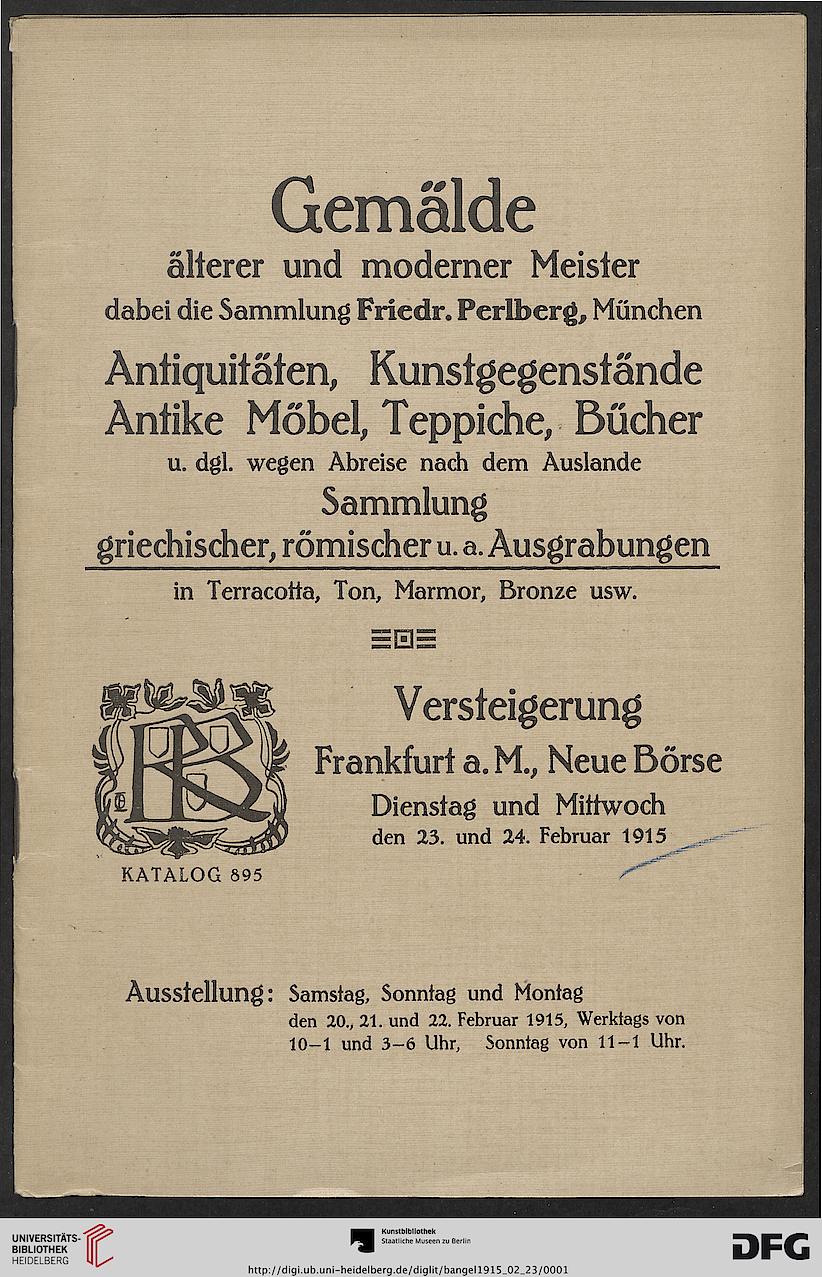 Gemälde
älterer und moderner Meister
dabei die Sammlung Friedr. Perlberg, München
Antiquitäten, Kunstgegenstände
Antike Möbel, Teppiche, Bücher
u. dgl. wegen Abreise nach dem Auslande
Sammlung
griechischer, römischer u. a. Ausgrabungen
in Terracotta, Ton, Marmor, Bronze usw.
Versteigerung
Frankfurt a. M., Neue Börse
Dienstag und Mittwoch
den 23. und 24. Februar 1915
KATALOG 895
Ausstellung: Samstag, Sonntag und Montag
den 20., 21. und 22. Februar 1915, Werktags von
10—1 und 3—6 Uhr, Sonntag von 11—1 Uhr.
UNIVERSITÄTS-
BIBLIOTHEK
HEIDELBERG
Kunstbibliothek
Staatliche Museen zu Berlin
DFG
http://digi.ub.uni-heidelberg.de/diglit/bangel1915_02_23/0001